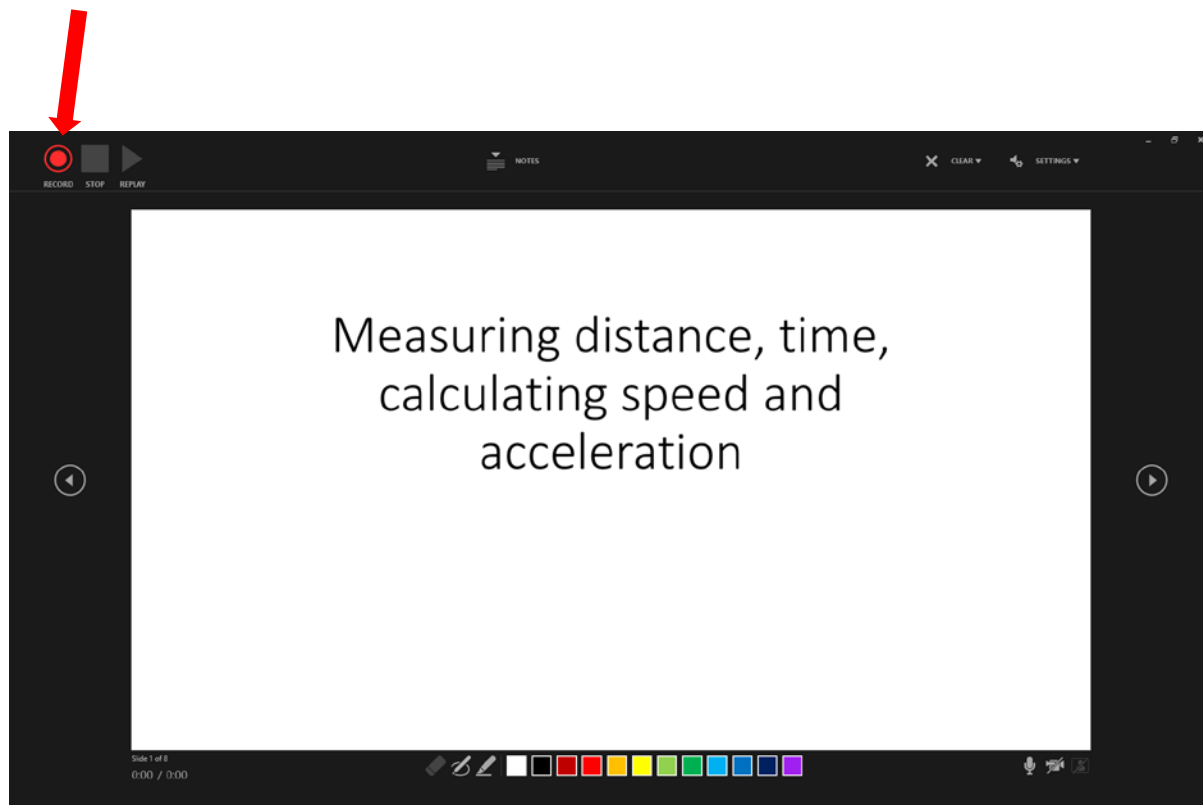 RECORD STOP REPLAY
NOTES
CLEAR
SETTINGS
Measuring distance, time,
calculating speed and
acceleration
Slide 1 of 8
0:00 / 0:00